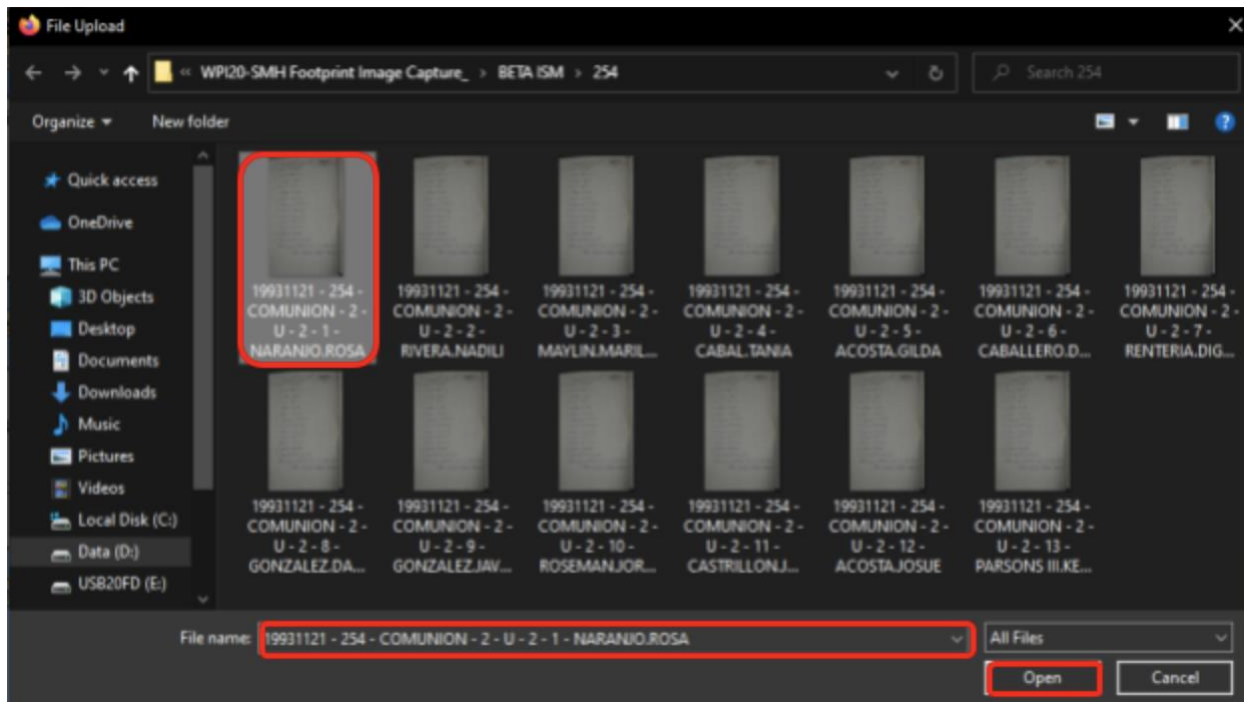 File Upload
« WPI20-SMH Footprint Image Capture_ › BETA ISM › 254
Search 254
Organize
New folder
Quick access
OneDrive
This PC
3D Objects
Desktop
Documents
Downloads
Music
Pictures
Videos
Local Disk (C:)
Data (D:)
USB20FD (E:)
19931121 - 254 -
COMUNION - 2 -
U - 2 - 1 -
NARANJO.ROSA
19931121 - 254 -
COMUNION - 2 -
U - 2 - 2 -
RIVERA.NADILI
19931121 - 254 -
COMUNION - 2 -
U - 2 - 3 -
MAYLIN.MARIL...
19931121 - 254 -
COMUNION - 2 -
U - 2 - 4 -
CABAL.TANIA
19931121 - 254 -
COMUNION - 2 -
U - 2 - 5 -
ACOSTA.GILDA
19931121 - 254 -
COMUNION - 2 -
U - 2 - 6 -
CABALLERO.D...
19931121 - 254 -
COMUNION - 2 -
U - 2 - 7 -
RENTERIA.DIG...
19931121 - 254 -
COMUNION - 2 -
U - 2 - 8 -
GONZALEZ.DA...
19931121 - 254 -
COMUNION - 2 -
U - 2 - 9 -
GONZALEZ.JAV...
19931121 - 254 -
COMUNION - 2 -
U - 2 - 10 -
ROSEMAN.JOR...
19931121 - 254 -
COMUNION - 2 -
U - 2 - 11 -
CASTRILLON.J...
19931121 - 254 -
COMUNION - 2 -
U - 2 - 12 -
ACOSTA.JOSUE
19931121 - 254 -
COMUNION - 2 -
U - 2 - 13 -
PARSONS III.KE...
File name: 19931121 - 254 - COMUNION - 2 - U - 2 - 1 - NARANJO.ROSA
All Files
Open
Cancel